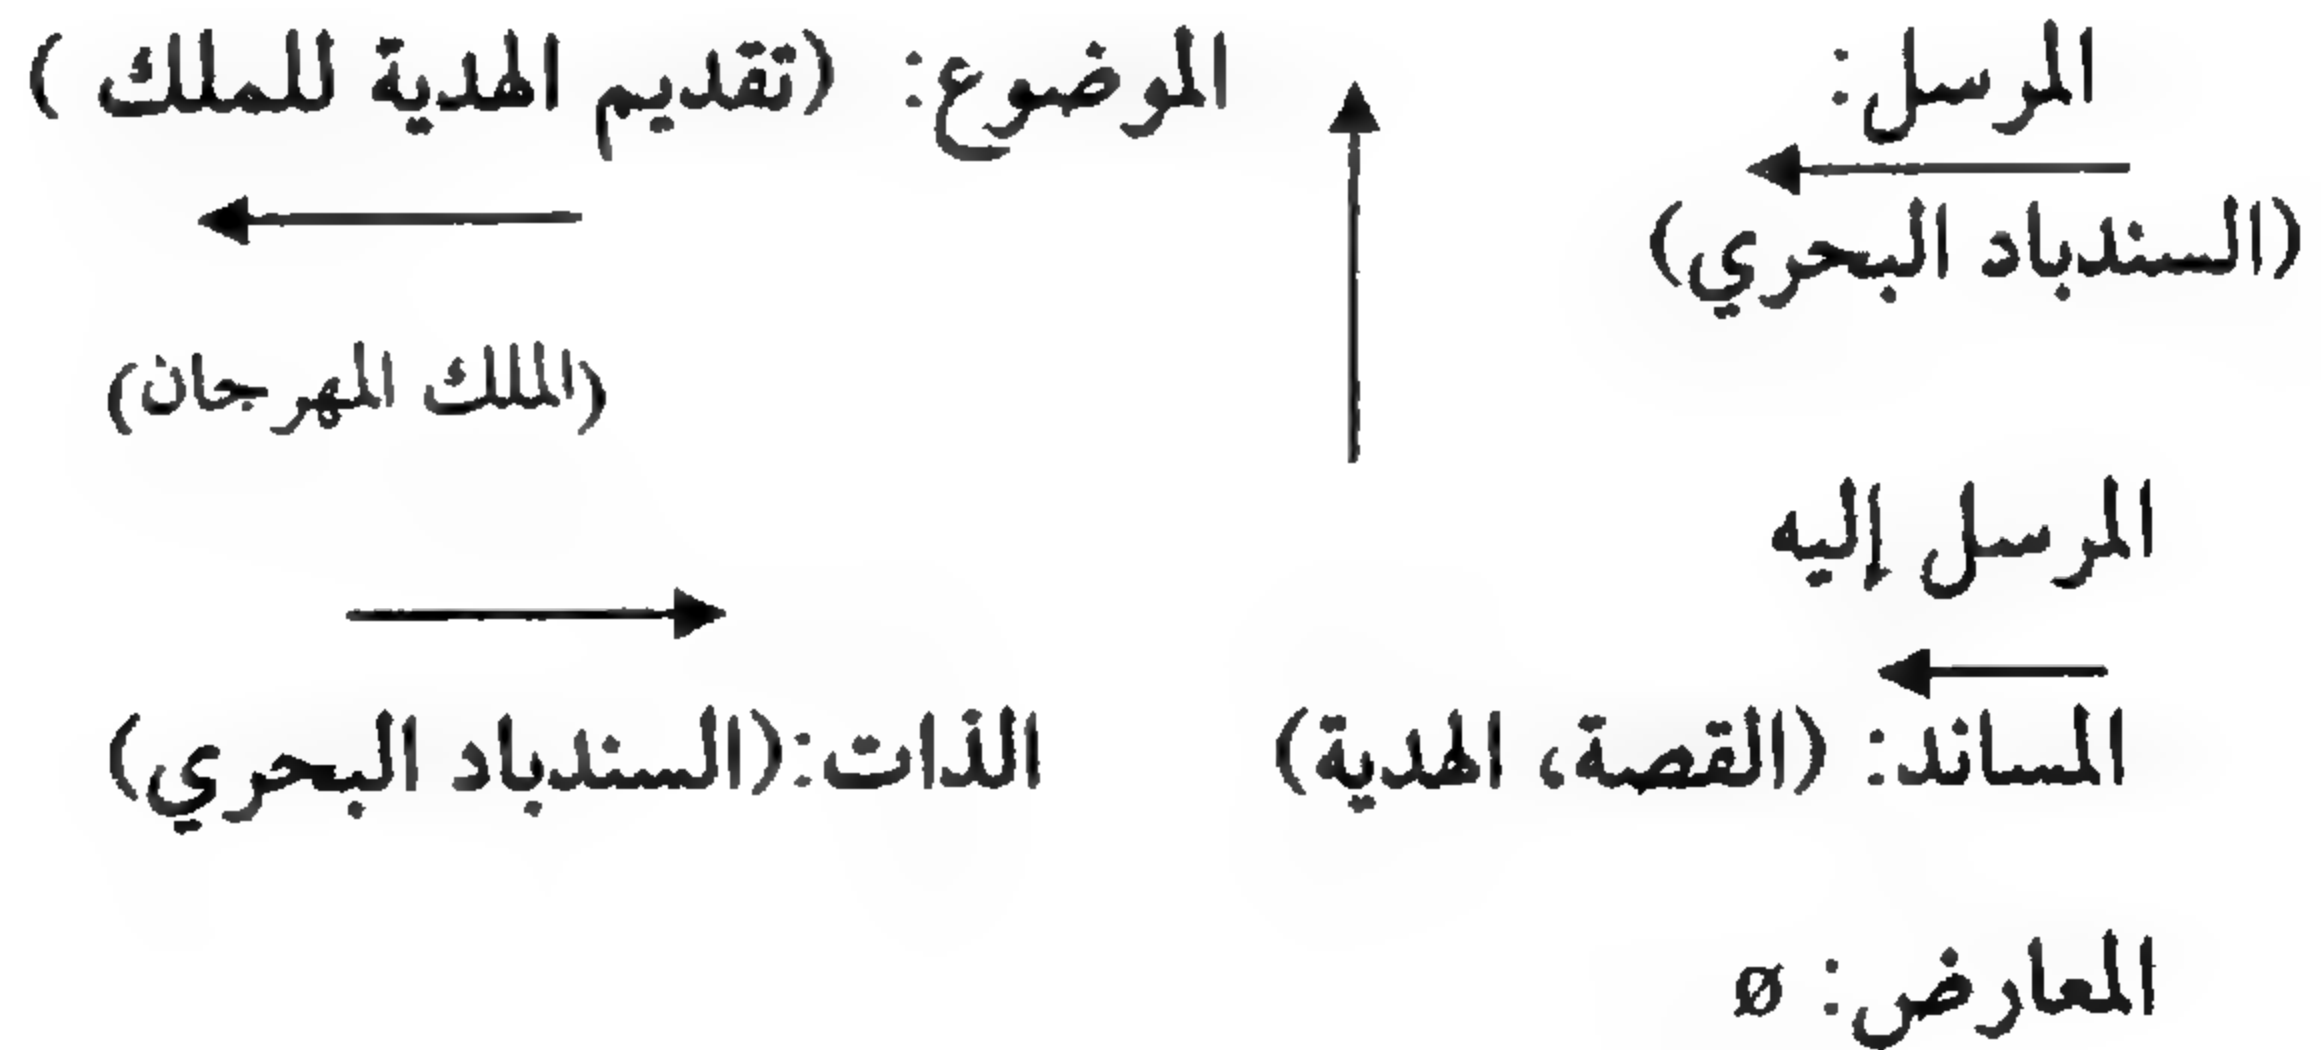 المرسل: الموضوع: (تقديم الهدية للملك )
(السندباد البحري)
(الملك المهرجان)
المرسل إليه
المساند: (القصة، الهدية) الذات:(السندباد البحري)
المعارض: ø